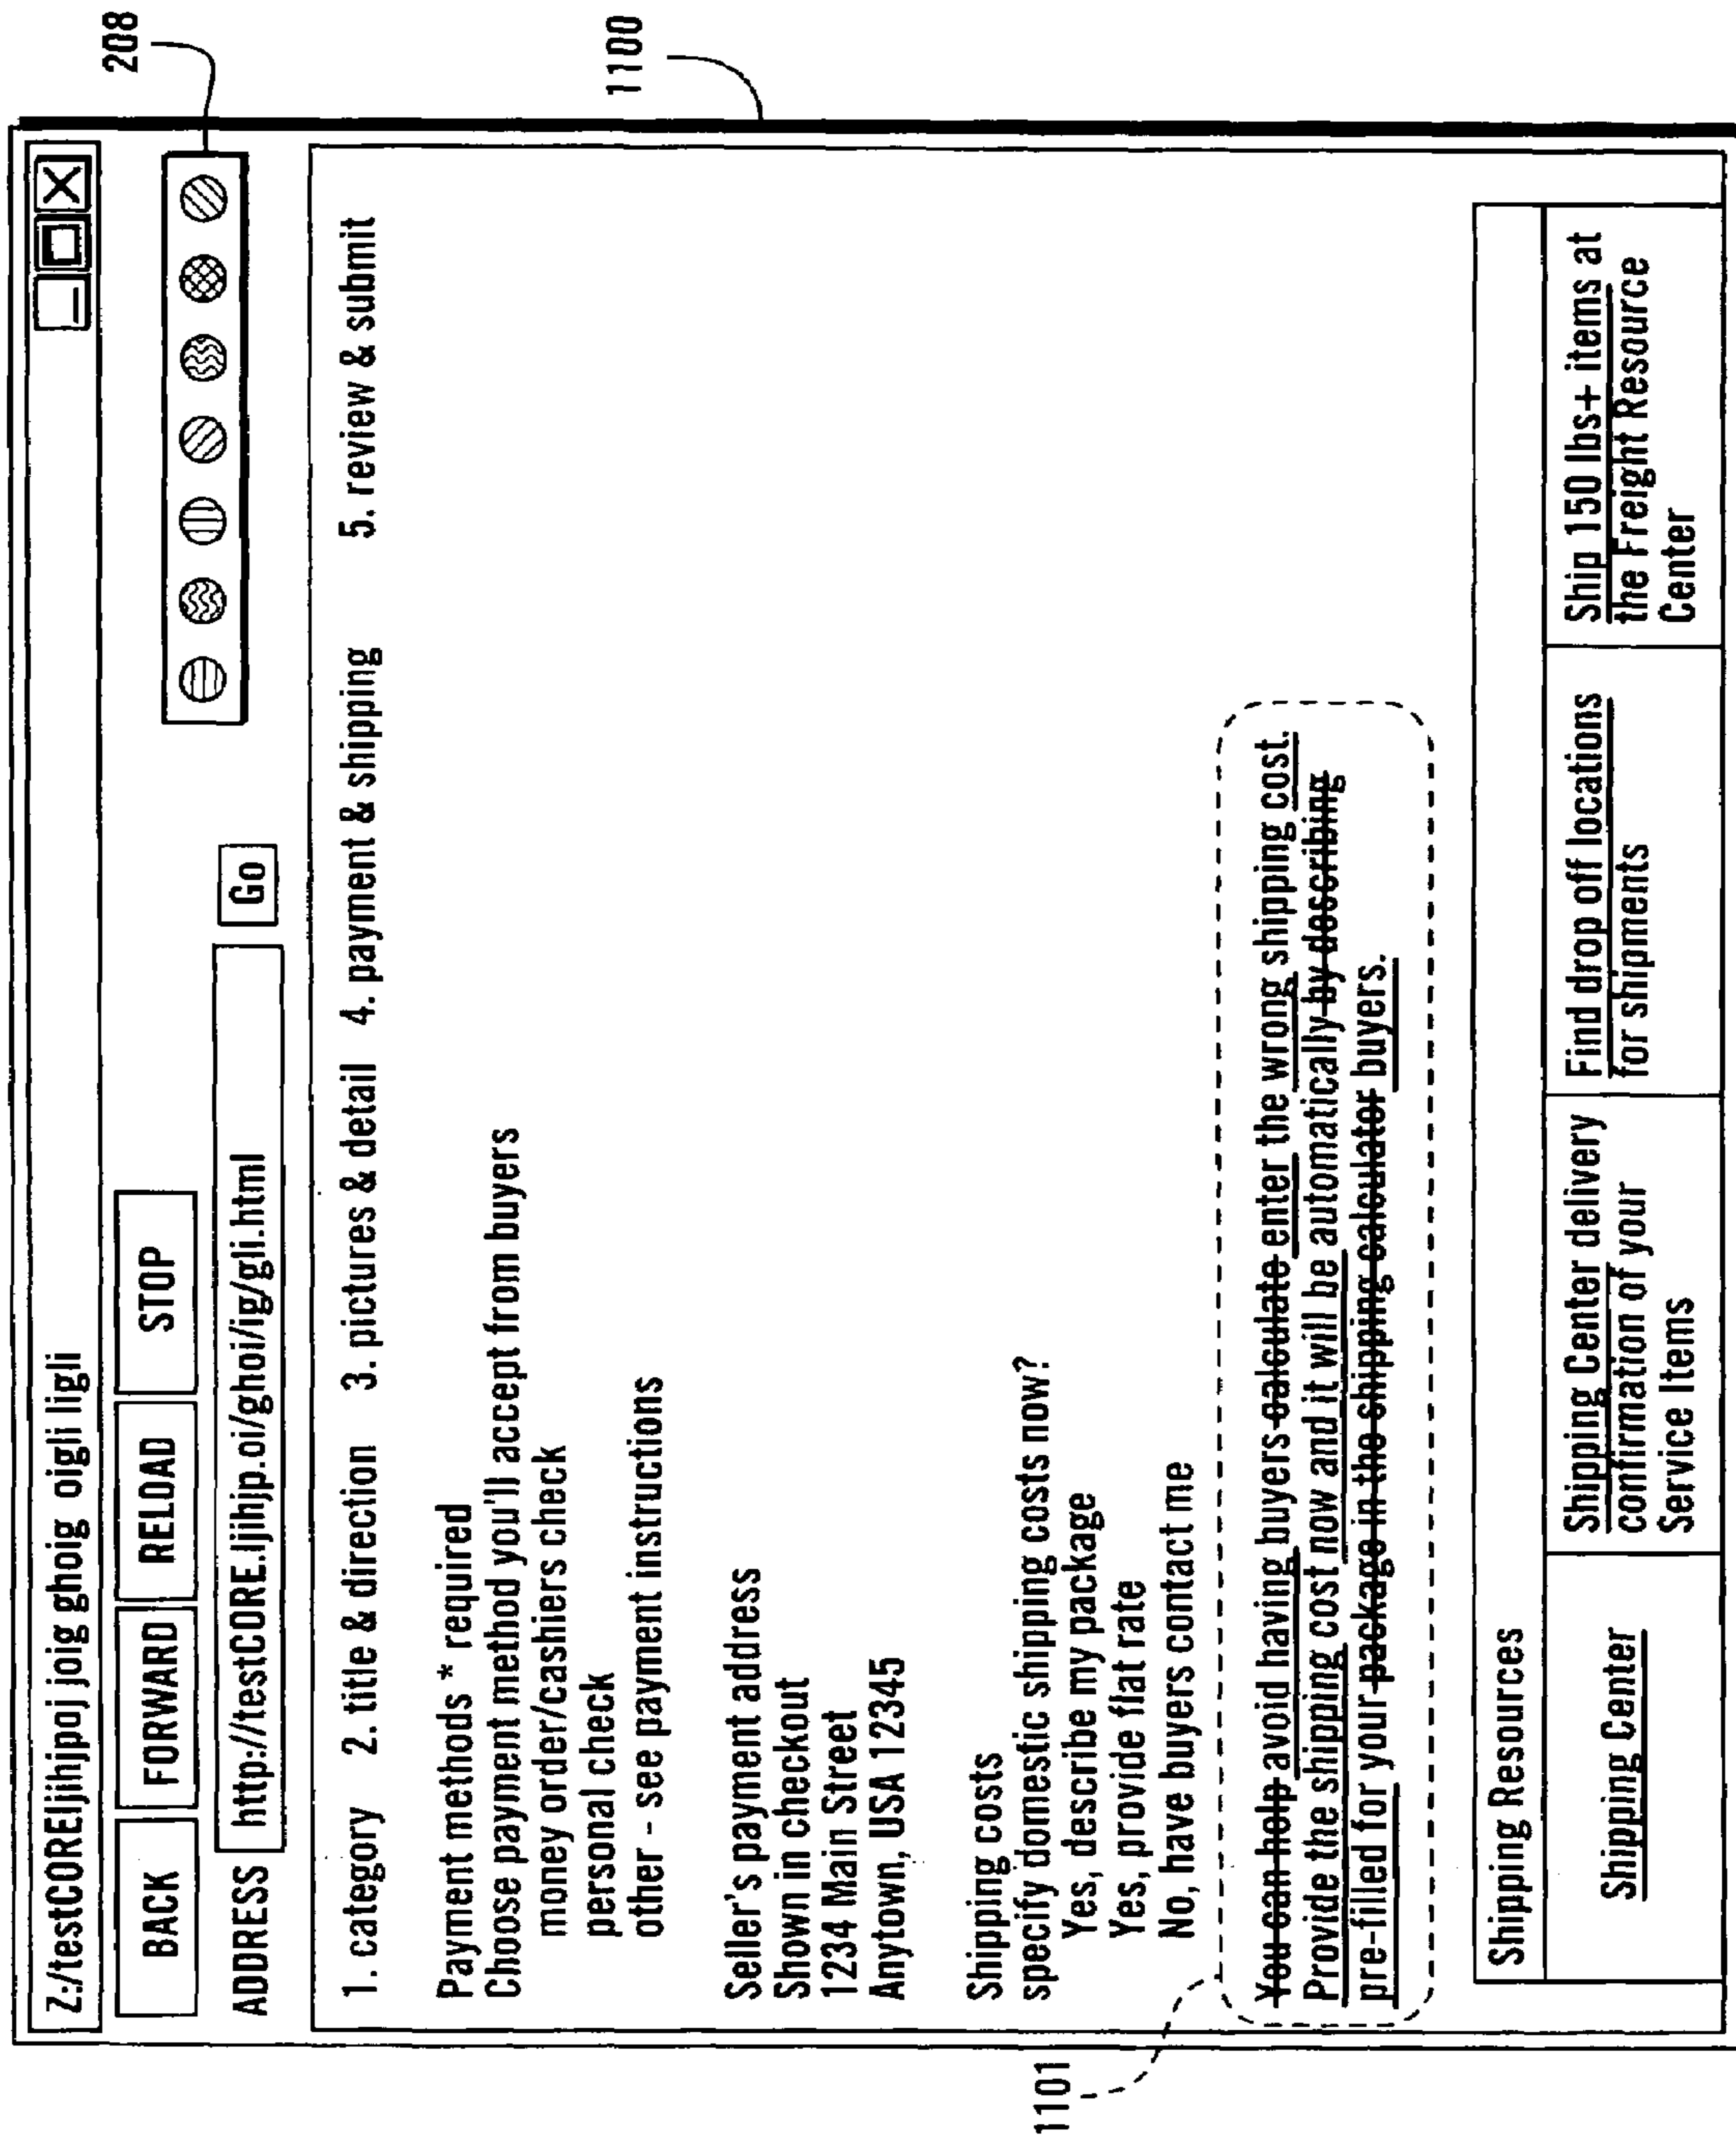 208
1100
Z:/testCORE|jihjpoj joig ghoig oigli ligli
BACK FORWARD RELOAD STOP
ADDRESS http://testCORE.ljihjp.oi/ghoi/ig/gli.html Go
1. category 2. title & direction 3. pictures & detail 4. payment & shipping 5. review & submit
Payment methods * required
Choose payment method you'll accept from buyers
money order/cashiers check
personal check
other - see payment instructions
Seller's payment address
Shown in checkout
1234 Main Street
Anytown, USA 12345
Shipping costs
specify domestic shipping costs now?
Yes, describe my package
Yes, provide flat rate
No, have buyers contact me
1101
You can help avoid having buyers calculate enter the wrong shipping cost.
Provide the shipping cost now and it will be automatically by describing
pre-filled for your package in the shipping calculator buyers.
Shipping Resources
Shipping Center
Shipping Center delivery
confirmation of your
Service Items
Find drop off locations
for shipments
Ship 150 lbs+ items at
the Freight Resource
Center